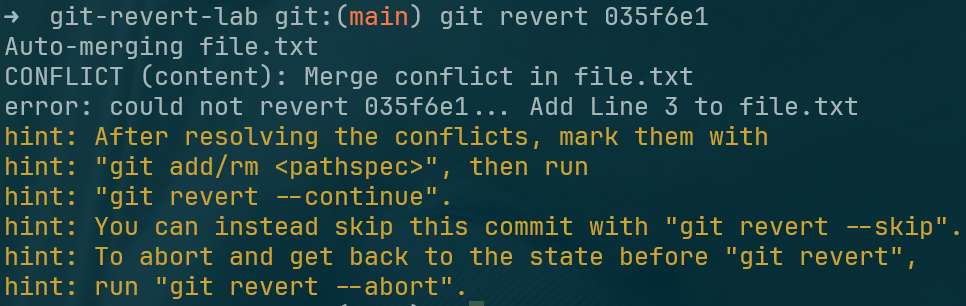 ➜  git-revert-lab git:(main) git revert 035f6e1
Auto-merging file.txt
CONFLICT (content): Merge conflict in file.txt
error: could not revert 035f6e1... Add Line 3 to file.txt
hint: After resolving the conflicts, mark them with
hint: "git add/rm <pathspec>", then run
hint: "git revert --continue".
hint: You can instead skip this commit with "git revert --skip".
hint: To abort and get back to the state before "git revert",
hint: run "git revert --abort".